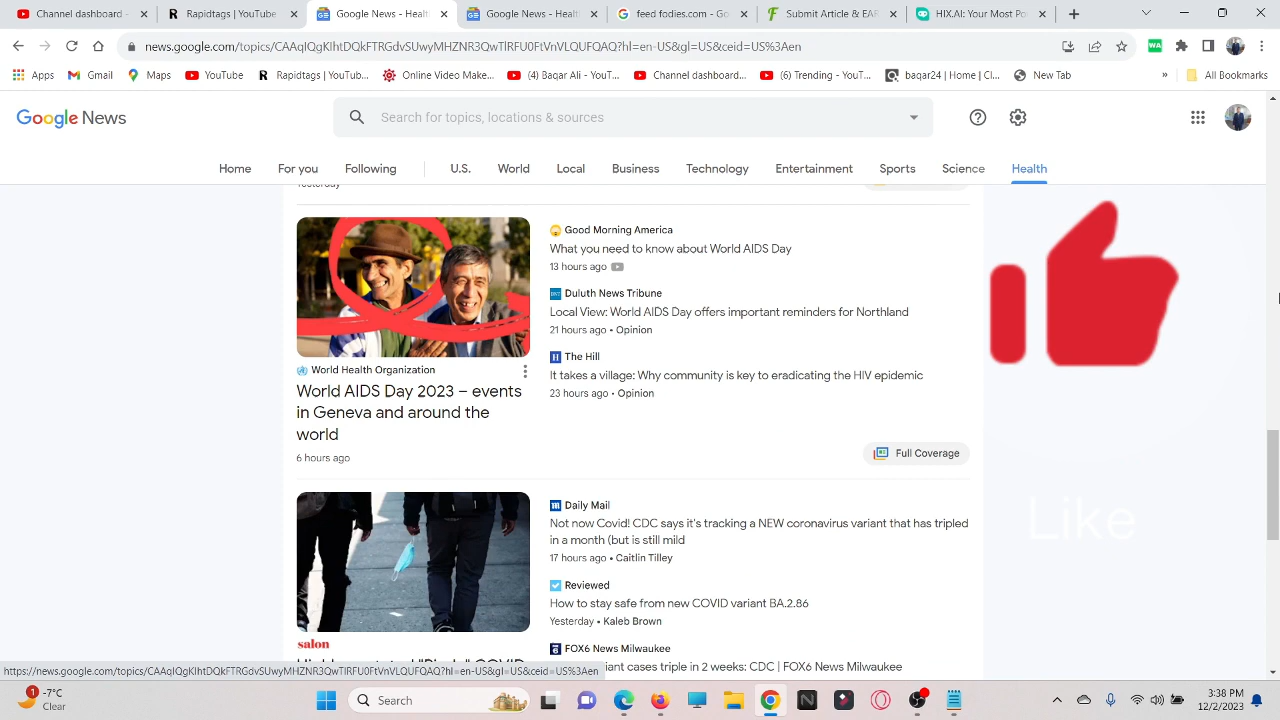 Channel dashboard - You
Rapidtags | YouTube
Google News - Healt
Google News - Health
feed fodies.com - Go
Submit Article & EAB
HIX.AI: Your Most Po
news.google.com/topics/CAAqIQgKIhtDQkFTRGdvSUwyMHZNR3QwTlRFU0FtVnVLQUFQAQ?hl=en-US&gl=US&ceid=US%3Aen
WA
Apps
Gmail
Maps
YouTube
Rapidtags | YouTub...
Online Video Make...
(6) Baqar Ali - YouT...
Channel dashboard...
(6) Trending - YouT...
baqar24 | Home | Cl...
New Tab
»
All Bookmarks
Google News
Search for topics, locations & sources
Home
For you
Following
U.S.
World
Local
Business
Technology
Entertainment
Sports
Science
Health
Yesterday
Good Morning America
What you need to know about World AIDS Day
13 hours ago
Duluth News Tribune
Local View: World AIDS Day offers important reminders for Northland
21 hours ago • Opinion
The Hill
It takes a village: Why community is key to eradicating the HIV epidemic
23 hours ago • Opinion
World Health Organization
World AIDS Day 2023 – events
in Geneva and around the
world
6 hours ago
Full Coverage
Like
Daily Mail
Not now Covid! CDC says it's tracking a NEW coronavirus variant that has tripled
in a month (but is still mild
17 hours ago • Caitlin Tilley
Reviewed
How to stay safe from new COVID variant BA.2.86
Yesterday • Kaleb Brown
FOX6 News Milwaukee
iant cases triple in 2 weeks: CDC | FOX6 News Milwaukee
salon
https://news.google.com/topics/CAAqIQgKIhtDQkFTRGdvSUwyMHZNR3QwTlRFU0FtVnVLQUFQAQ?hl=en-US&gl=US&ceid=US%3Aen
1
-7°C
Clear
Search
3:38 PM
12/2/2023